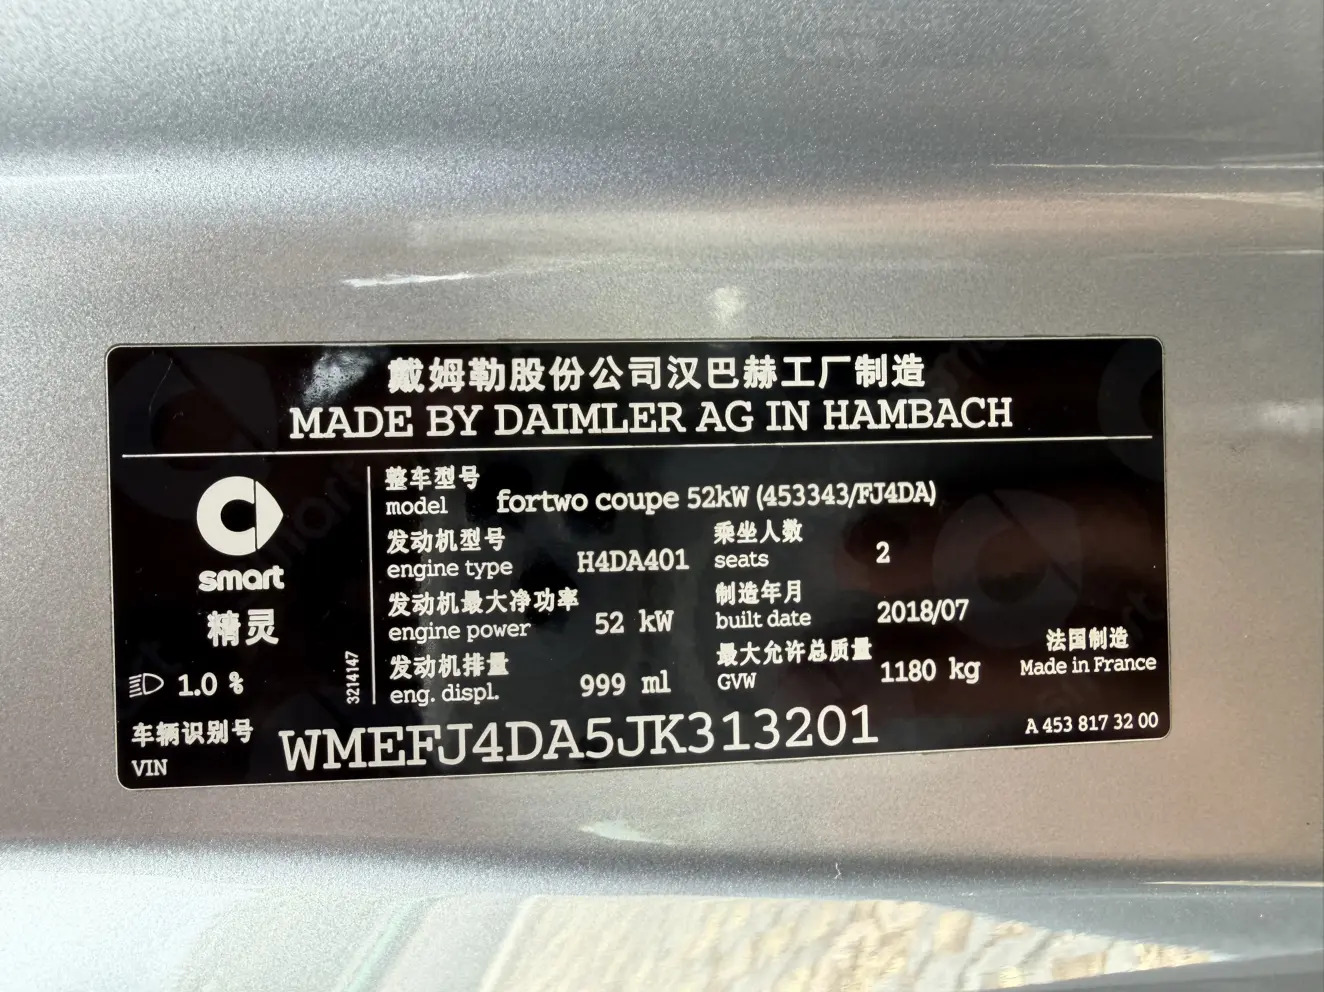 戴姆勒股份公司汉巴赫工厂制造
MADE BY DAIMLER AG IN HAMBACH
smart
精灵
1.0 %
3214147
整车型号
model fortwo coupe 52kW (453343/FJ4DA)
发动机型号
engine type H4DA401
乘坐人数
seats 2
发动机最大净功率
engine power 52 kW
制造年月
built date 2018/07
发动机排量
eng. displ. 999 ml
最大允许总质量
GVW 1180 kg
法国制造
Made in France
车辆识别号
VIN WMEFJ4DA5JK313201
A 453 817 32 00